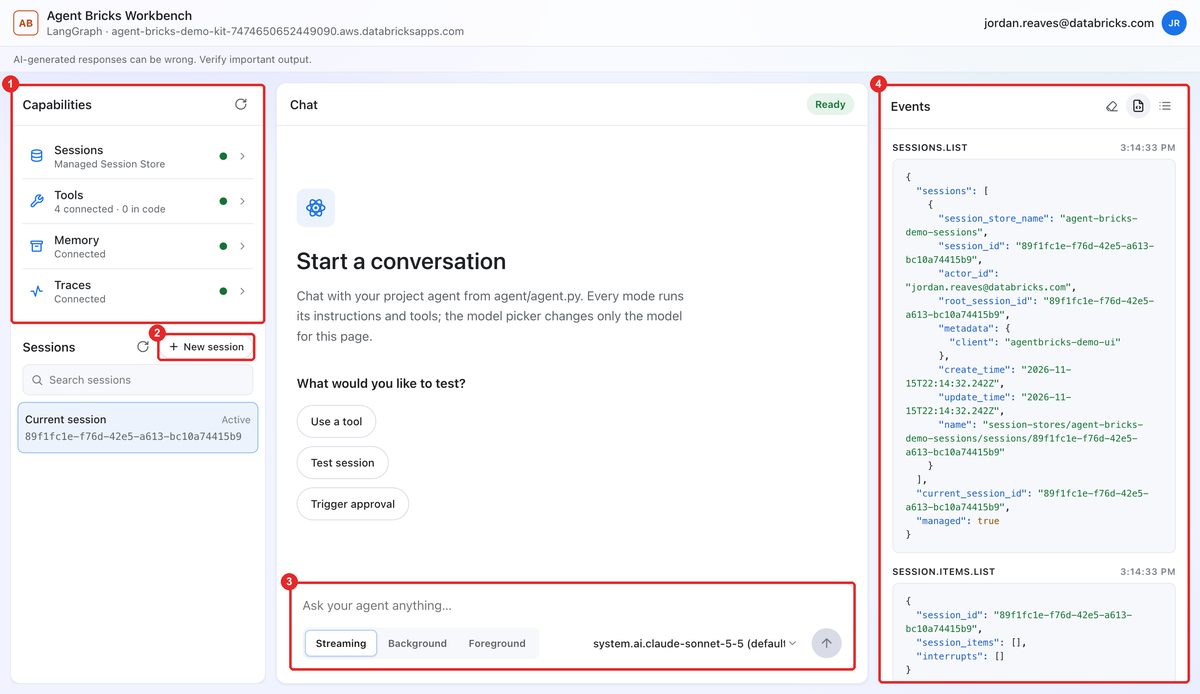 AB
Agent Bricks Workbench
LangGraph · agent-bricks-demo-kit-7474650652449090.aws.databricksapps.com
jordan.reaves@databricks.com
JR
AI-generated responses can be wrong. Verify important output.
1
Capabilities
Sessions
Managed Session Store
Tools
4 connected · 0 in code
Memory
Connected
Traces
Connected
2
Sessions
+ New session
Search sessions
Current session
Active
89f1fc1e-f76d-42e5-a613-bc10a74415b9
Chat
Ready
Start a conversation
Chat with your project agent from agent/agent.py. Every mode runs
its instructions and tools; the model picker changes only the model
for this page.
What would you like to test?
Use a tool
Test session
Trigger approval
3
Ask your agent anything...
Streaming
Background
Foreground
system.ai.claude-sonnet-5-5 (default
4
Events
SESSIONS.LIST
3:14:33 PM
{
"sessions": [
{
"session_store_name": "agent-bricks-
demo-sessions",
"session_id": "89f1fc1e-f76d-42e5-a613-
bc10a74415b9",
"actor_id":
"jordan.reaves@databricks.com",
"root_session_id": "89f1fc1e-f76d-42e5-
a613-bc10a74415b9",
"metadata": {
"client": "agentbricks-demo-ui"
},
"create_time": "2026-11-
15T22:14:32.242Z",
"update_time": "2026-11-
15T22:14:32.242Z",
"name": "session-stores/agent-bricks-
demo-sessions/sessions/89f1fc1e-f76d-42e5-
a613-bc10a74415b9"
}
],
"current_session_id": "89f1fc1e-f76d-42e5-
a613-bc10a74415b9",
"managed": true
}
SESSION.ITEMS.LIST
3:14:33 PM
{
"session_id": "89f1fc1e-f76d-42e5-a613-
bc10a74415b9",
"session_items": [],
"interrupts": []
}